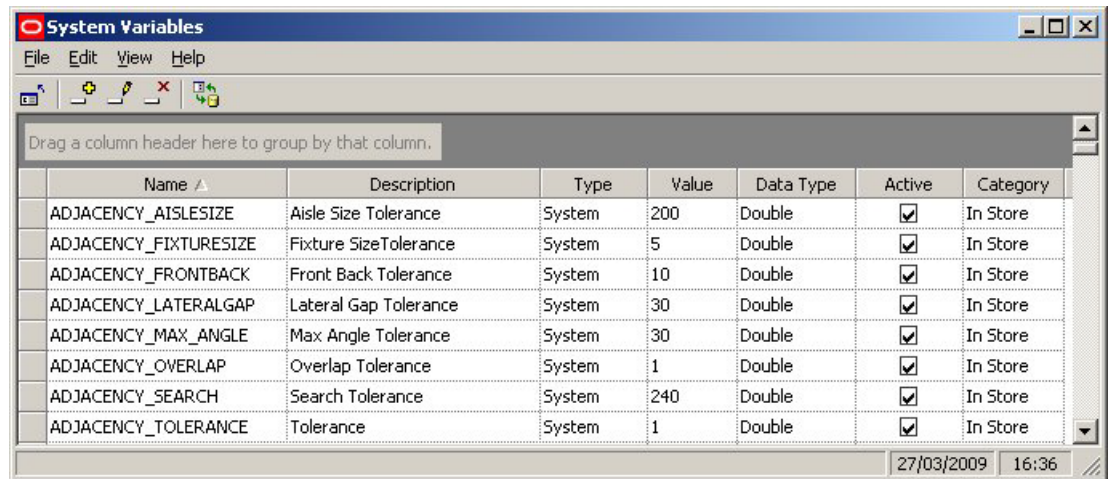 System Variables
File Edit View Help
Drag a column header here to group by that column.
Name Description Type Value Data Type Active Category
ADJACENCY_AISLESIZE Aisle Size Tolerance System 200 Double In Store
ADJACENCY_FIXTURESIZE Fixture SizeTolerance System 5 Double In Store
ADJACENCY_FRONTBACK Front Back Tolerance System 10 Double In Store
ADJACENCY_LATERALGAP Lateral Gap Tolerance System 30 Double In Store
ADJACENCY_MAX_ANGLE Max Angle Tolerance System 30 Double In Store
ADJACENCY_OVERLAP Overlap Tolerance System 1 Double In Store
ADJACENCY_SEARCH Search Tolerance System 240 Double In Store
ADJACENCY_TOLERANCE Tolerance System 1 Double In Store
27/03/2009 16:36